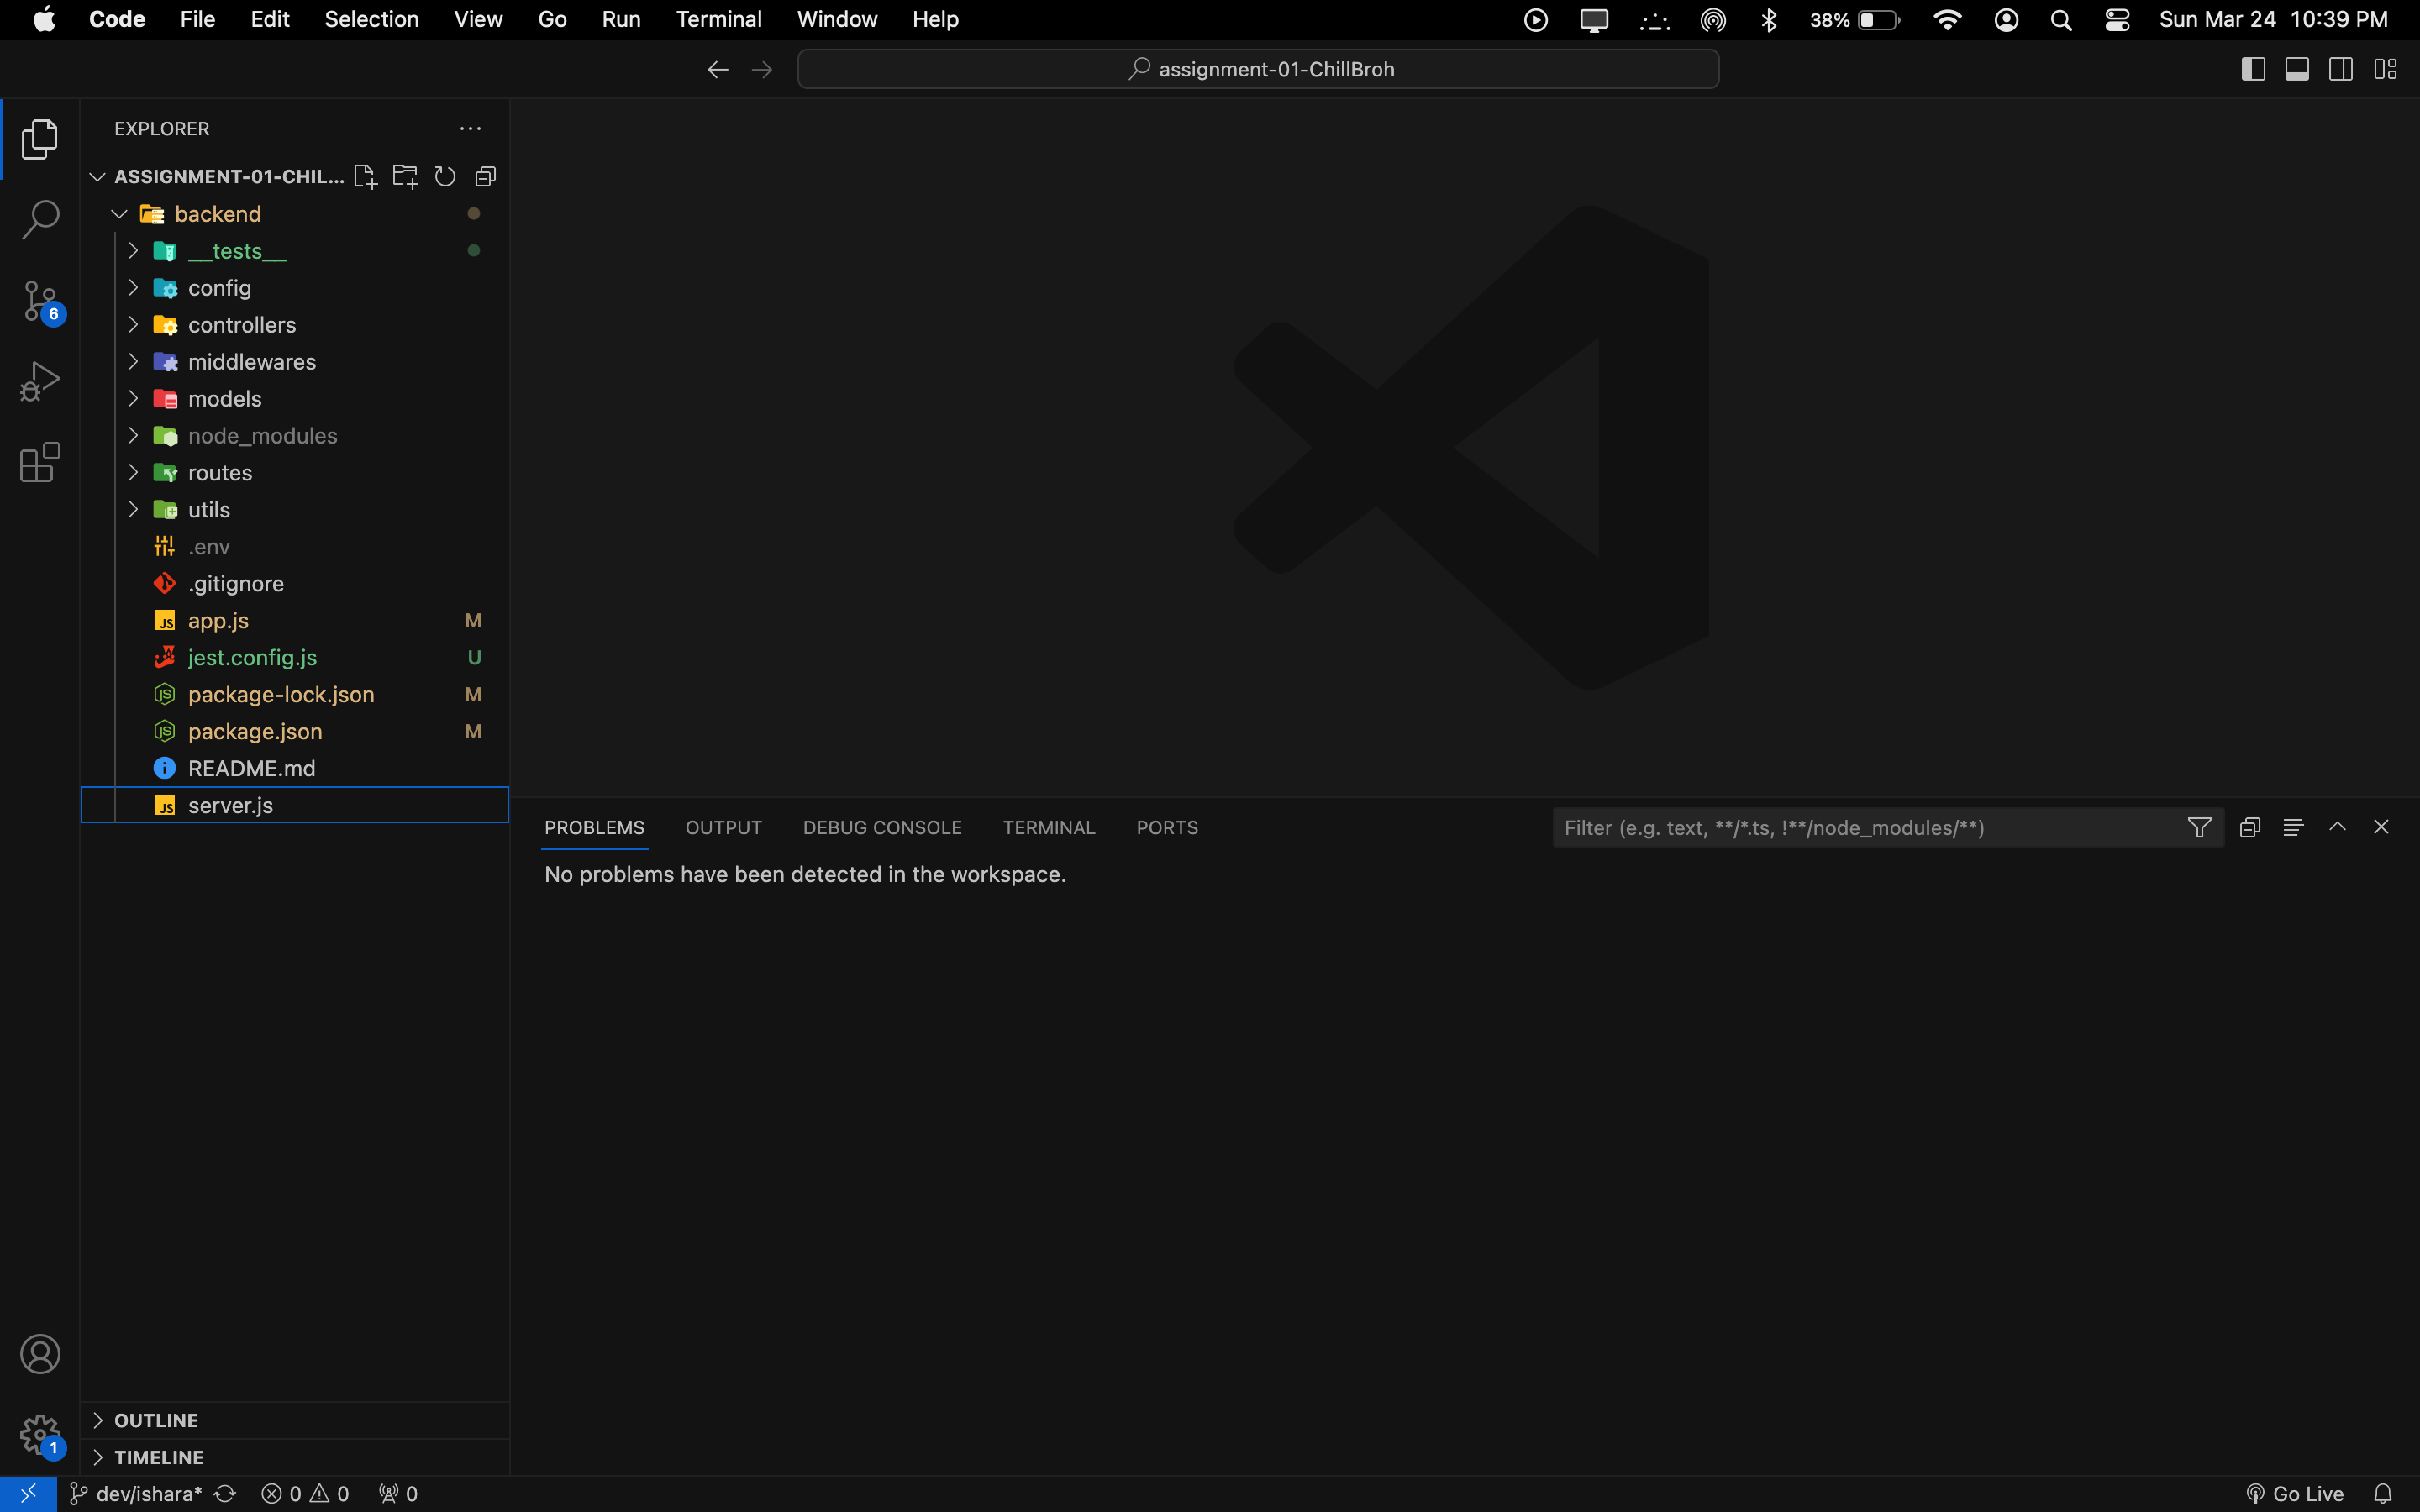 Code File Edit Selection View Go Run Terminal Window Help 38% Sun Mar 24 10:39 PM
assignment-01-ChillBroh
EXPLORER
ASSIGNMENT-01-CHIL...
backend
__tests__
config
controllers
middlewares
models
node_modules
routes
utils
.env
.gitignore
JS app.js M
jest.config.js U
JS package-lock.json M
JS package.json M
README.md
JS server.js
6
PROBLEMS OUTPUT DEBUG CONSOLE TERMINAL PORTS Filter (e.g. text, **/*.ts, !**/node_modules/**)
No problems have been detected in the workspace.
OUTLINE
TIMELINE
1
dev/ishara* 0 0 0 Go Live